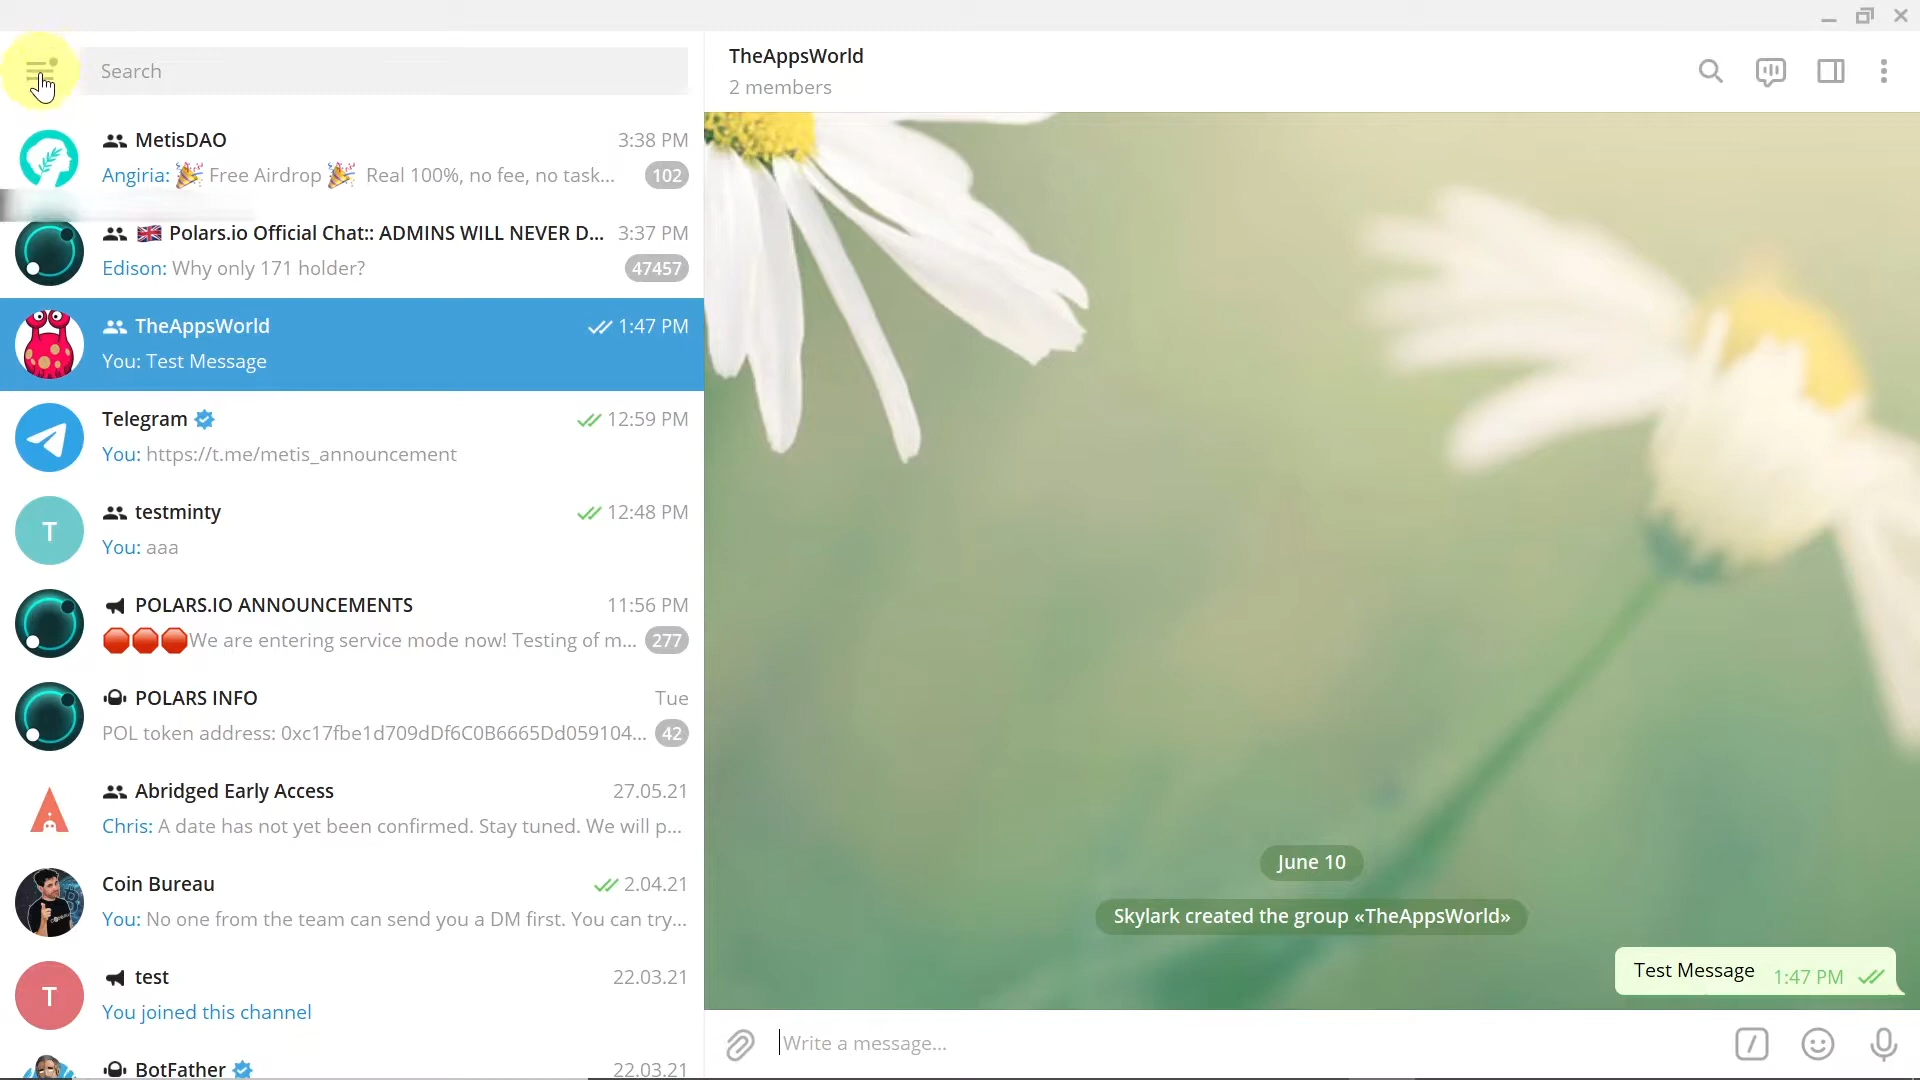 Search
MetisDAO
3:38 PM
Angiria: 🎉 Free Airdrop 🎉 Real 100%, no fee, no task...
102
🇬🇧 Polars.io Official Chat:: ADMINS WILL NEVER D...
3:37 PM
Edison: Why only 171 holder?
47457
TheAppsWorld
1:47 PM
You: Test Message
Telegram
12:59 PM
You: https://t.me/metis_announcement
T
testminty
12:48 PM
You: aaa
POLARS.IO ANNOUNCEMENTS
11:56 PM
🛑🛑🛑We are entering service mode now! Testing of m...
277
POLARS INFO
Tue
POL token address: 0xc17fbe1d709dDf6C0B6665Dd059104...
42
Abridged Early Access
27.05.21
Chris: A date has not yet been confirmed. Stay tuned. We will p...
Coin Bureau
2.04.21
You: No one from the team can send you a DM first. You can try...
T
test
22.03.21
You joined this channel
BotFather
22.03.21
TheAppsWorld
2 members
June 10
Skylark created the group «TheAppsWorld»
Test Message 1:47 PM
Write a message...